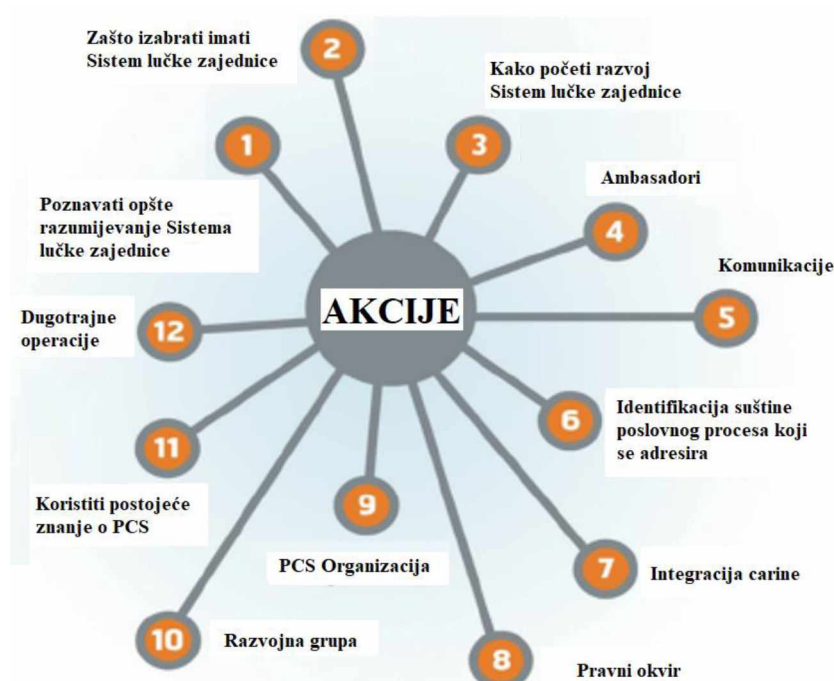 Zašto izabrati imati
Sistem lučke zajednice
2
Kako početi razvoj
Sistem lučke zajednice
1
3
Ambasadori
Poznavati opšte
razumijevanje Sistema
lučke zajednice
4
Komunikacije
Dugotrajne
operacije
12
AKCIJE
5
Identifikacija suštine
poslovnog procesa koji
se adresira
6
11
Koristiti postojeće
znanje o PCS
9
PCS Organizacija
7
Integracija carine
10
Razvojna grupa
8
Pravni okvir